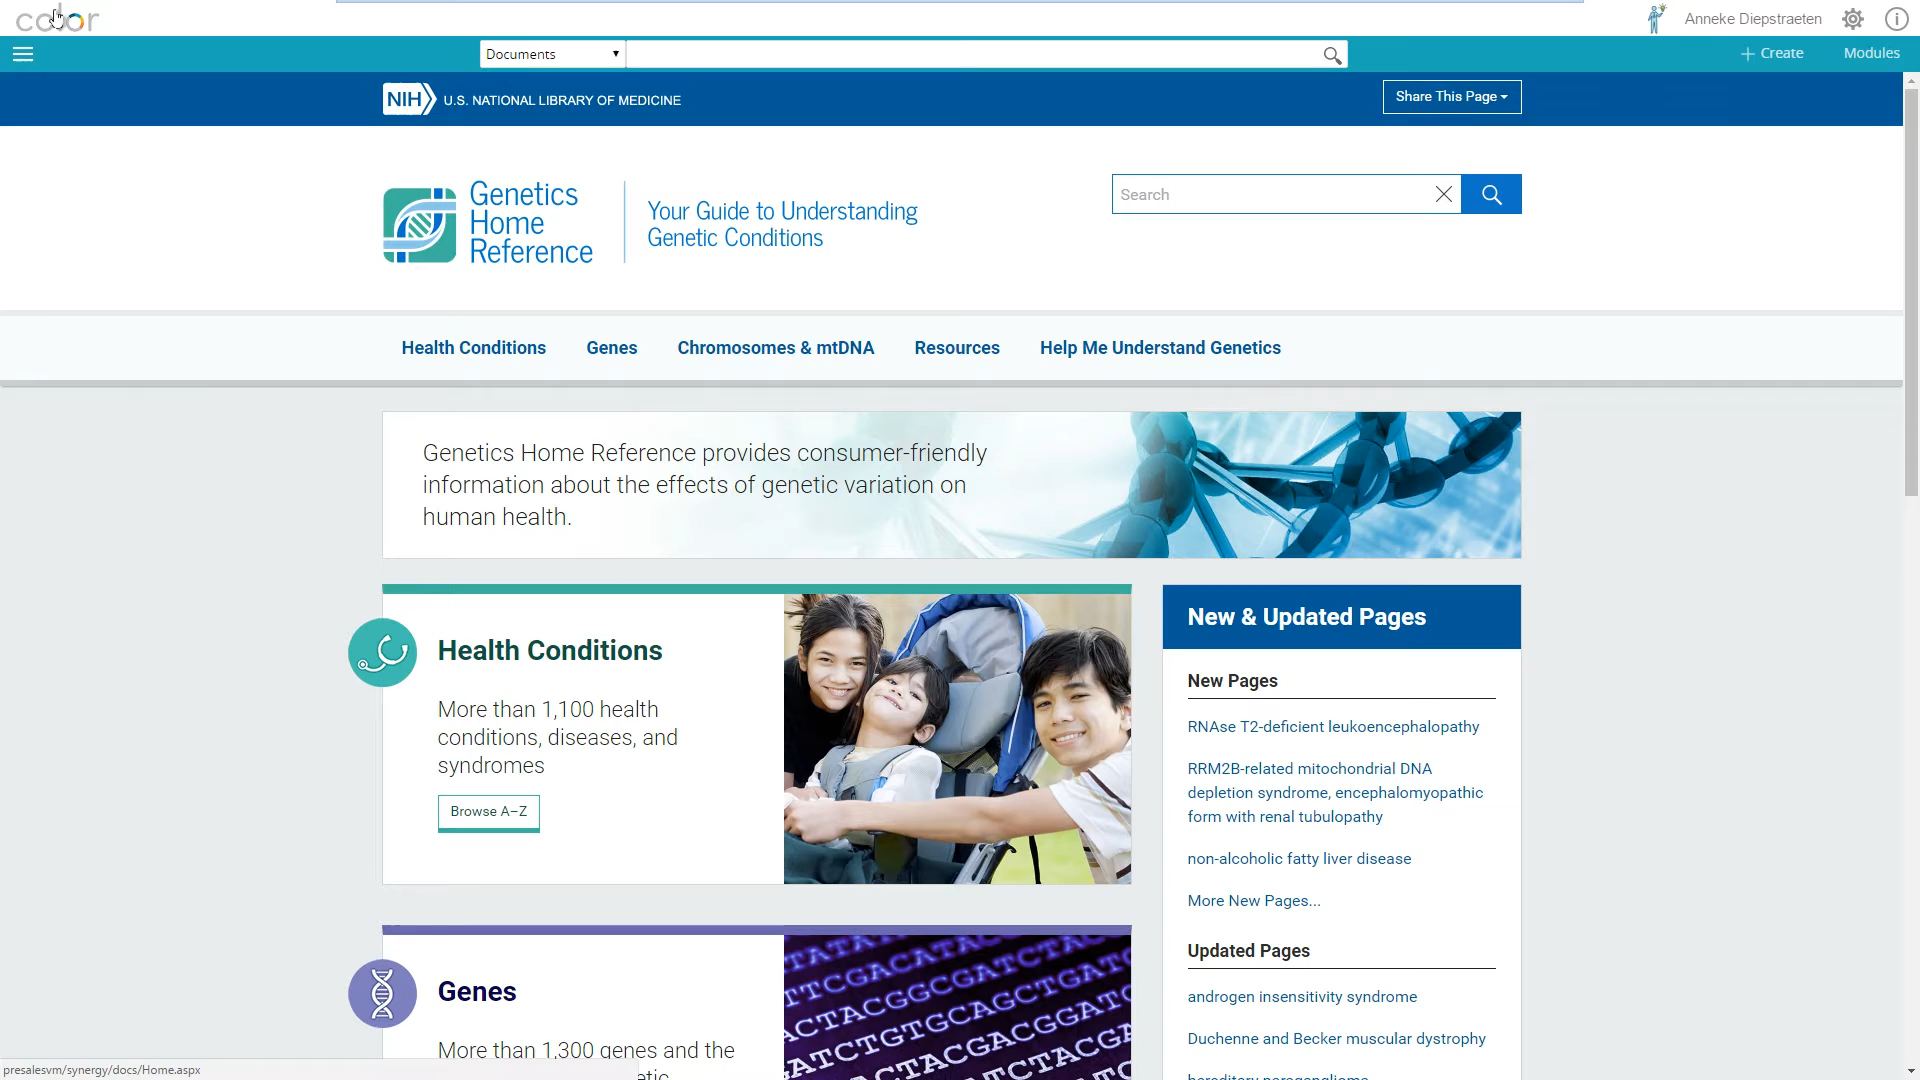 color
Anneke Diepstraeten
Documents
Create
Modules
NIH U.S. NATIONAL LIBRARY OF MEDICINE
Share This Page
Genetics
Home
Reference
Your Guide to Understanding
Genetic Conditions
Search
Health Conditions
Genes
Chromosomes & mtDNA
Resources
Help Me Understand Genetics
Genetics Home Reference provides consumer-friendly
information about the effects of genetic variation on
human health.
Health Conditions
More than 1,100 health
conditions, diseases, and
syndromes
Browse A–Z
New & Updated Pages
New Pages
RNAse T2-deficient leukoencephalopathy
RRM2B-related mitochondrial DNA
depletion syndrome, encephalomyopathic
form with renal tubulopathy
non-alcoholic fatty liver disease
More New Pages...
Updated Pages
androgen insensitivity syndrome
Duchenne and Becker muscular dystrophy
Genes
More than 1,300 genes and the
presalesvm/synergy/docs/Home.aspx